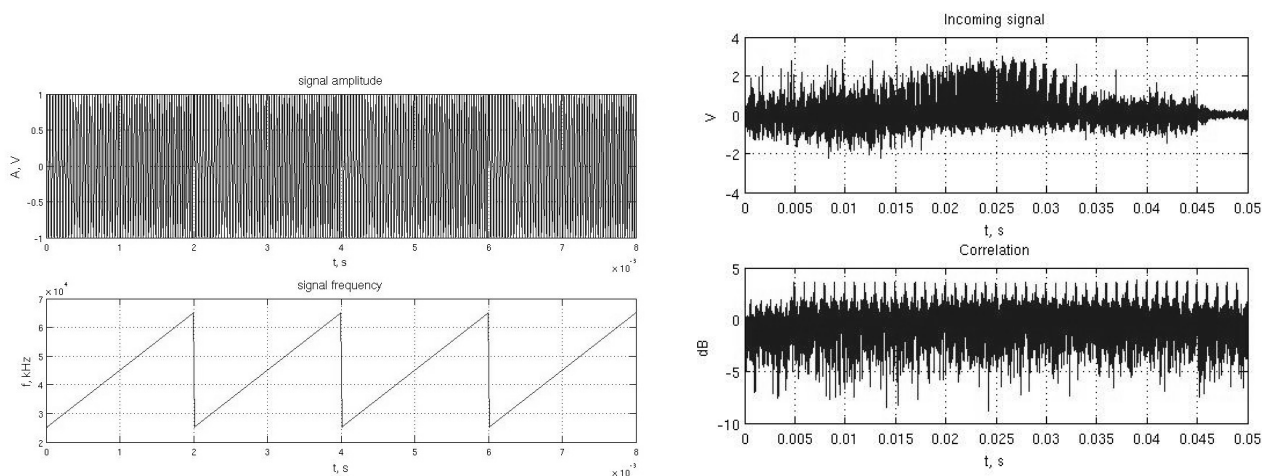 signal amplitude
A, V
1
0.5
0
-0.5
-1
0 1 2 3 4 5 6 7 8
t, s
× 10⁻³
signal frequency
× 10⁴
f, kHz
7
6
5
4
3
2
0 1 2 3 4 5 6 7 8
t, s
× 10⁻³
Incoming signal
V
4
2
0
-2
-4
0 0.005 0.01 0.015 0.02 0.025 0.03 0.035 0.04 0.045 0.05
t, s
Correlation
dB
5
0
-5
-10
0 0.005 0.01 0.015 0.02 0.025 0.03 0.035 0.04 0.045 0.05
t, s